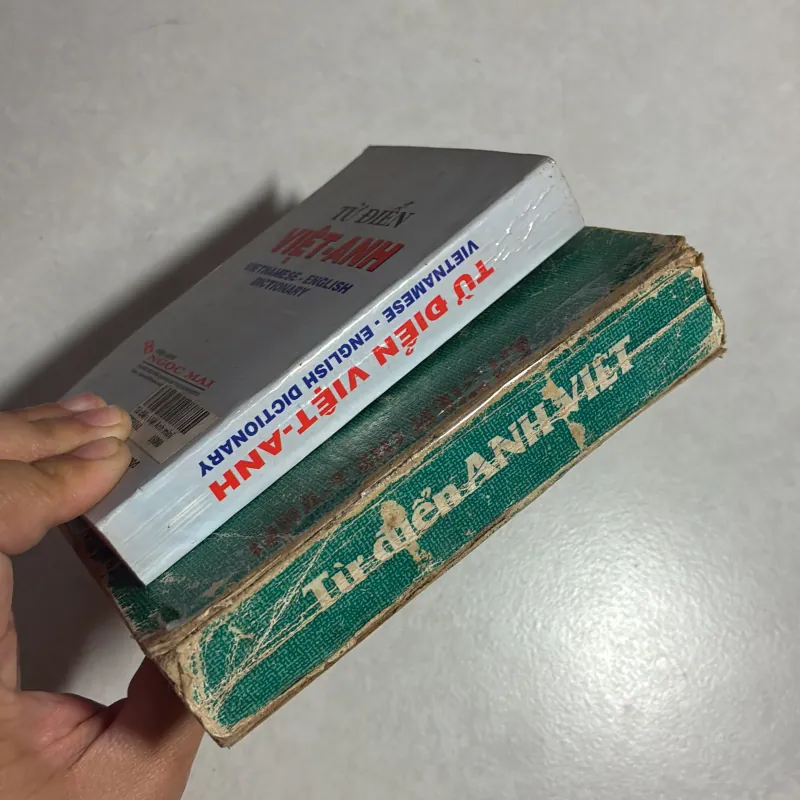 TỪ ĐIỂN
VIỆT-ANH
VIETNAMESE - ENGLISH
DICTIONARY
NGỌC MAI
TỪ ĐIỂN VIỆT-ANH
VIETNAMESE - ENGLISH DICTIONARY
Từ điển ANH VIỆT